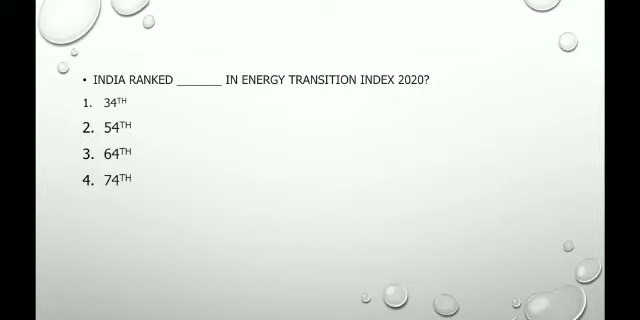 • INDIA RANKED _______ IN ENERGY TRANSITION INDEX 2020?
1. 34TH
2. 54TH
3. 64TH
4. 74TH